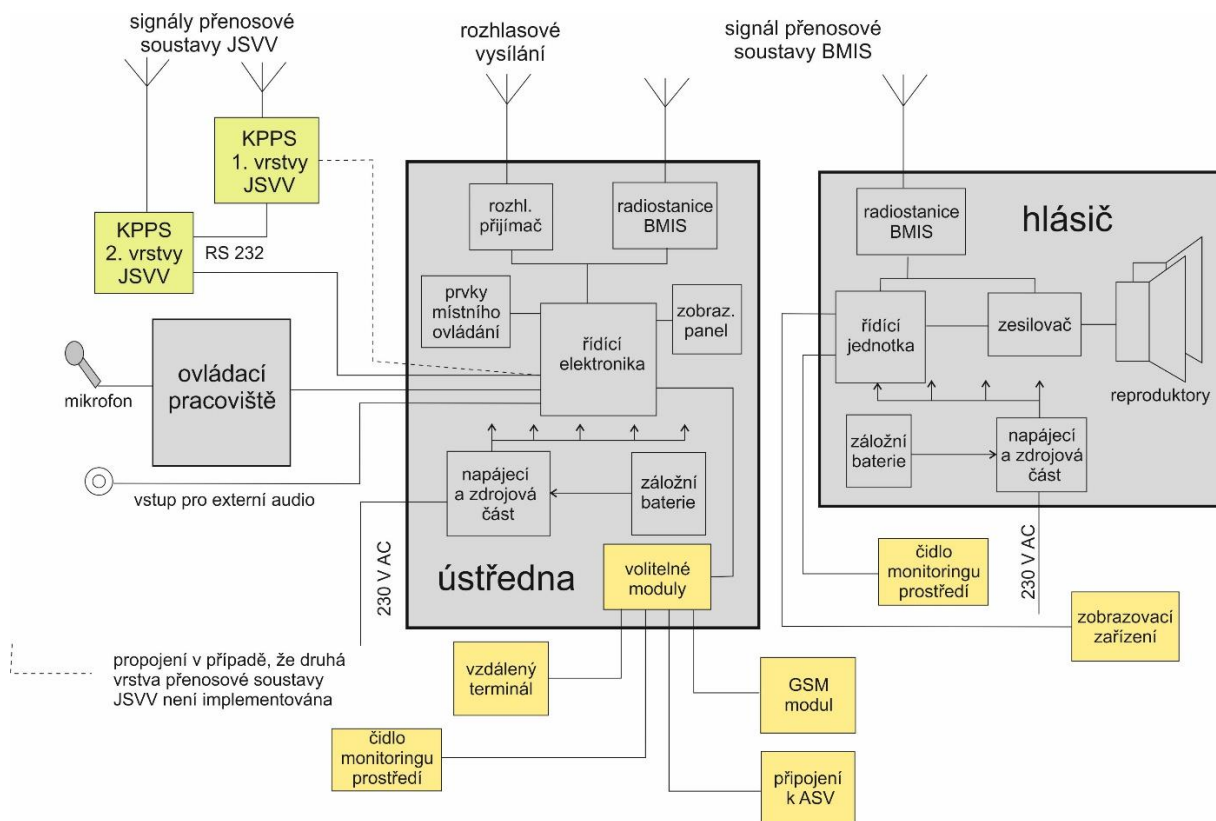 signály přenosové
soustavy JSVV
rozhlasové
vysílání
signál přenosové
soustavy BMIS
KPPS
1. vrstvy
JSVV
KPPS
2. vrstvy
JSVV
RS 232
rozhl.
přijímač
radiostanice
BMIS
prvky
místního
ovládání
řídící
elektronika
zobraz.
panel
mikrofon
ovládací
pracoviště
vstup pro externí audio
napájecí
a zdrojová
část
záložní
baterie
230 V AC
ústředna
volitelné
moduly
radiostanice
BMIS
hlásič
řídící
jednotka
zesilovač
reproduktory
záložní
baterie
napájecí
a zdrojová
část
230 V AC
čidlo
monitoringu
prostředí
zobrazovací
zařízení
propojení v případě, že druhá
vrstva přenosové soustavy
JSVV není implementována
vzdálený
terminál
GSM
modul
čidlo
monitoringu
prostředí
připojení
k ASV